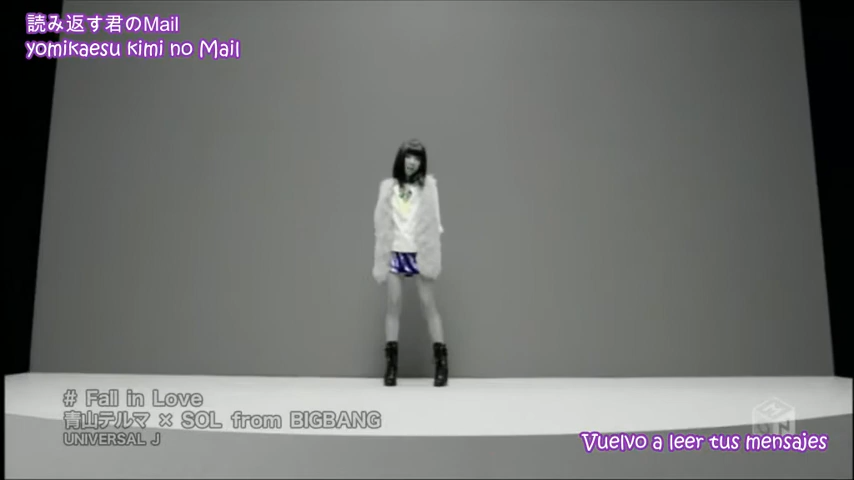 読み返す君のMail
yomikaesu kimi no Mail
# Fall in Love
青山テルマ × SOL from BIGBANG
UNIVERSAL J
Vuelvo a leer tus mensajes